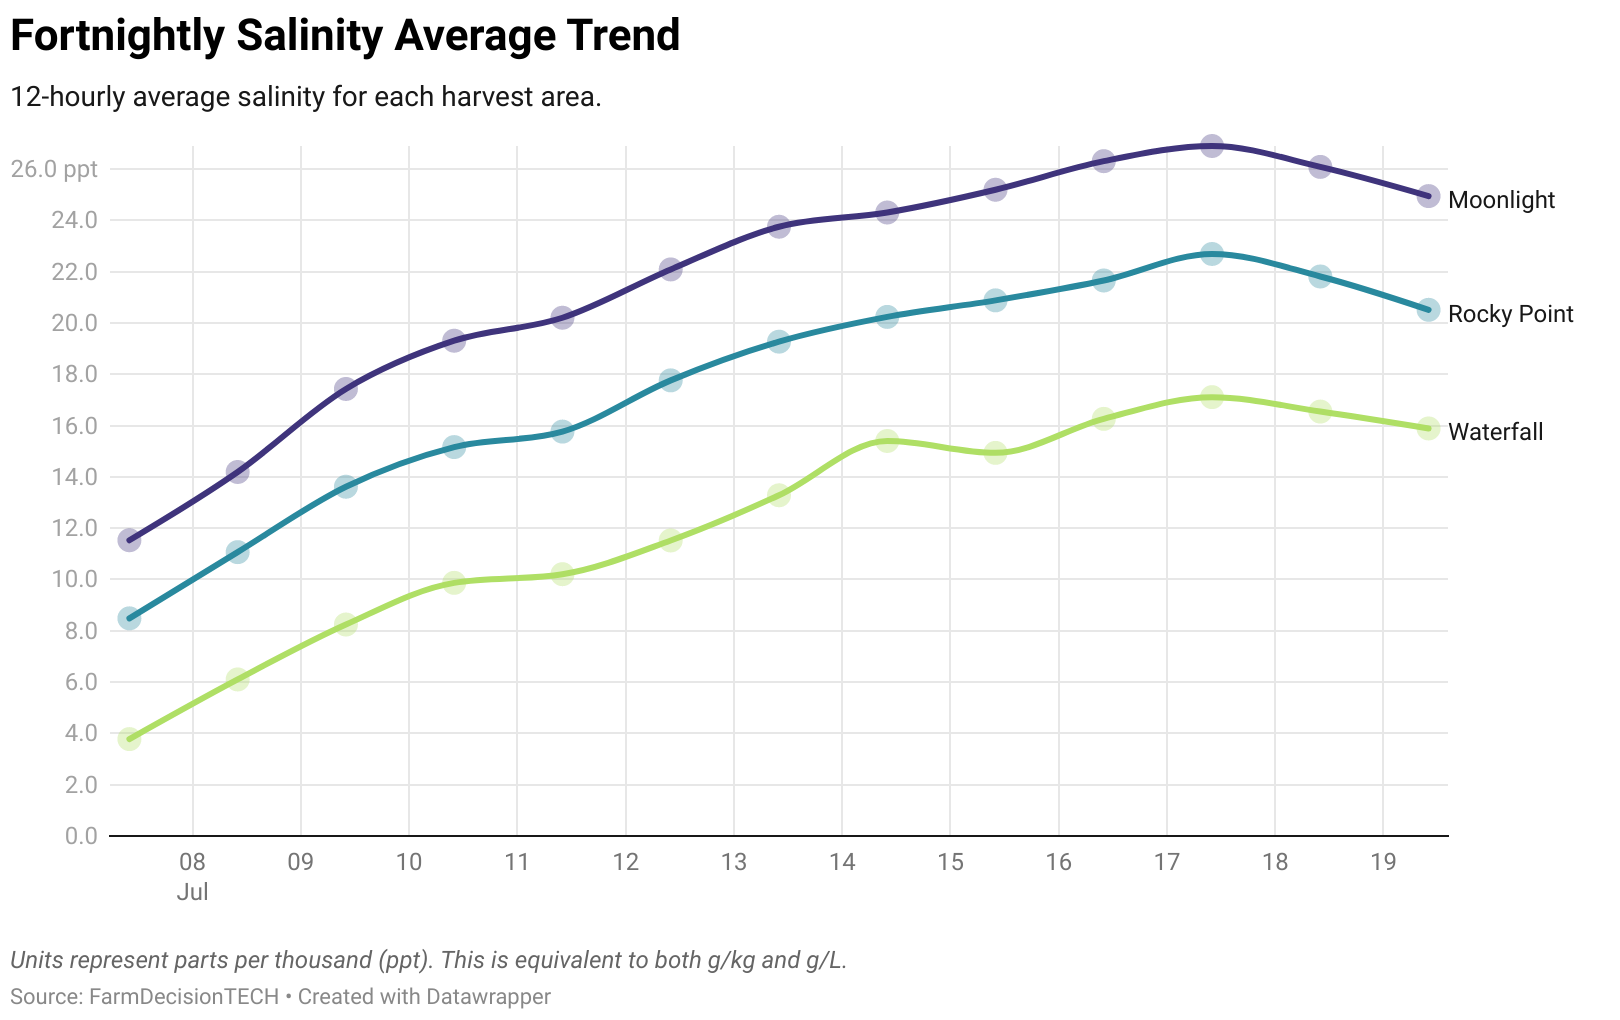 Fortnightly Salinity Average Trend
12-hourly average salinity for each harvest area.
26.0 ppt
24.0
22.0
20.0
18.0
16.0
14.0
12.0
10.0
8.0
6.0
4.0
2.0
0.0
Moonlight
Rocky Point
Waterfall
08 09 10 11 12 13 14 15 16 17 18 19
Jul
Units represent parts per thousand (ppt). This is equivalent to both g/kg and g/L.
Source: FarmDecisionTECH • Created with Datawrapper